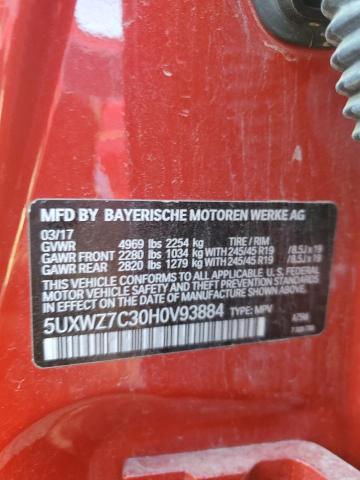 MFD BY BAYERISCHE MOTOREN WERKE AG
03/17
GVWR 4969 lbs 2254 kg TIRE / RIM
GAWR FRONT 2280 lbs 1034 kg WITH 245/45 R19 /8.5J x 19
GAWR REAR 2820 lbs 1279 kg WITH 245/45 R19 /8.5J x 19
THIS VEHICLE CONFORMS TO ALL APPLICABLE FEDERAL
MOTOR VEHICLE SAFETY STANDARDS
IN EFFECT ON THE DATE OF MANUFACTURE
SHOWN ABOVE
5UXWZ7C30H0V93884 TYPE: MPV